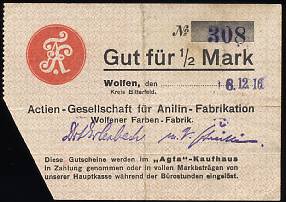 № 308
Gut für ½ Mark
Wolfen, den 6.12.16
Kreis Bitterfeld.
Actien-Gesellschaft für Anilin-Fabrikation
Wolfener Farben-Fabrik.
Diese Gutscheine werden im „Agfa"-Kaufhaus
in Zahlung genommen oder in vollen Markbeträgen von
unserer Hauptkasse während der Bürostunden eingelöst.